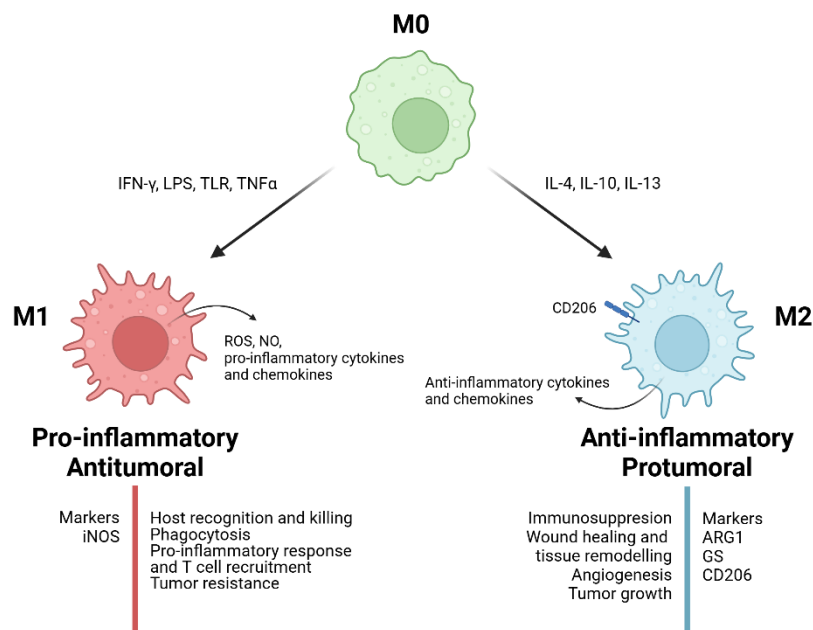 M0
IFN-γ, LPS, TLR, TNFα
IL-4, IL-10, IL-13
M1
ROS, NO,
pro-inflammatory cytokines
and chemokines
CD206
M2
Anti-inflammatory cytokines
and chemokines
Pro-inflammatory
Antitumoral
Anti-inflammatory
Protumoral
Markers
iNOS
Host recognition and killing
Phagocytosis
Pro-inflammatory response
and T cell recruitment
Tumor resistance
Immunosuppresion
Wound healing and
tissue remodelling
Angiogenesis
Tumor growth
Markers
ARG1
GS
CD206